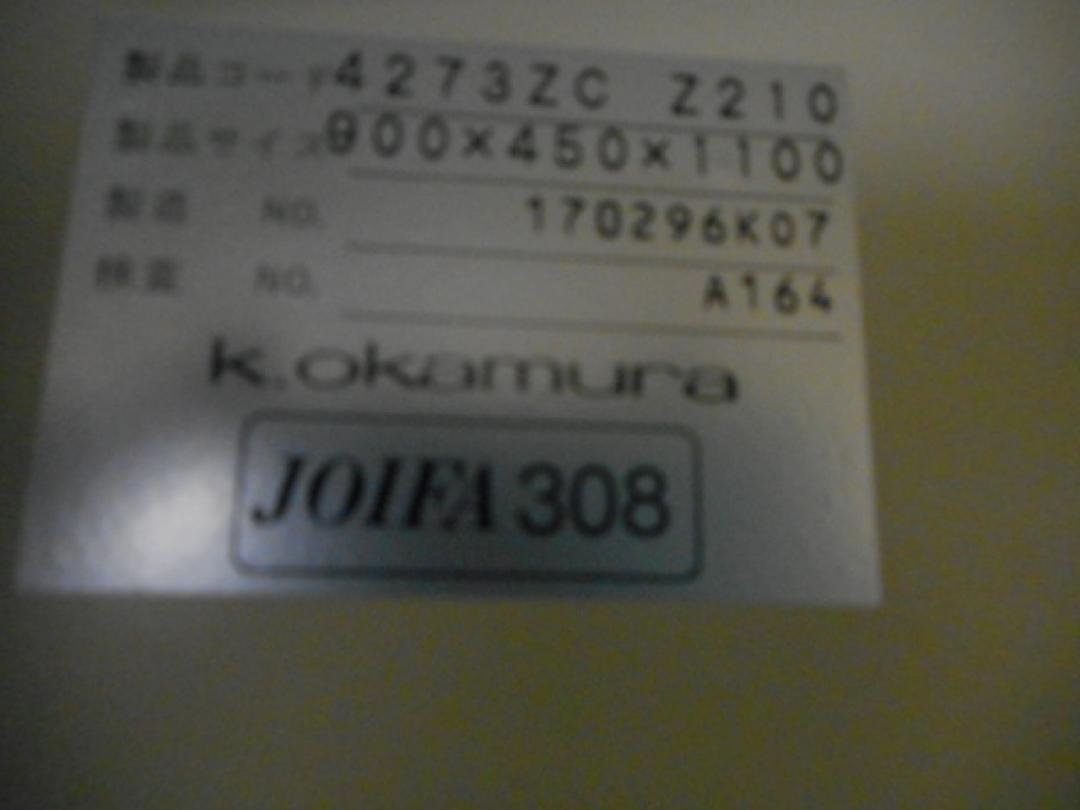 製品コード 4273ZC Z210
製品サイズ 900×450×1100
製造 NO. 170296K07
検査 NO. A164
k.okamura
JOIFA 308